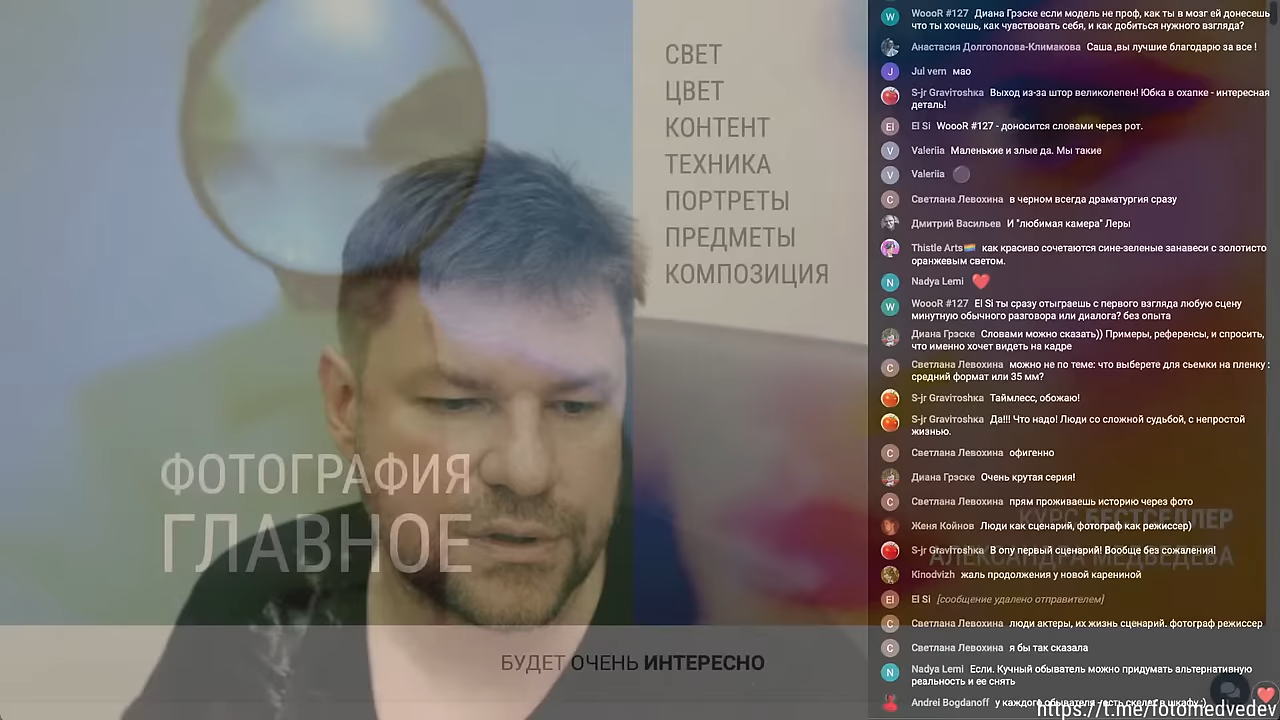 СВЕТ
ЦВЕТ
КОНТЕНТ
ТЕХНИКА
ПОРТРЕТЫ
ПРЕДМЕТЫ
КОМПОЗИЦИЯ
ФОТОГРАФИЯ
ГЛАВНОЕ
БУДЕТ ОЧЕНЬ ИНТЕРЕСНО
WoooR #127 Диана Грэске если модель не проф, как ты в мозг ей донесешь
что ты хочешь, как чувствовать себя, и как добиться нужного взгляда?
Анастасия Долгополова-Климакова Саша ,вы лучшие благодарю за все !
Jul vern мао
S-jr Gravitoshka Выход из-за штор великолепен! Юбка в охапке - интересная
деталь!
El Si WoooR #127 - доносится словами через рот.
Valeriia Маленькие и злые да. Мы такие
Valeriia
Светлана Левохина в черном всегда драматургия сразу
Дмитрий Васильев И "любимая камера" Леры
Thistle Arts🏳️‍🌈 как красиво сочетаются сине-зеленые занавеси с золотисто
оранжевым светом.
Nadya Lemi ❤️
WoooR #127 El Si ты сразу отыграешь с первого взгляда любую сцену
минутную обычного разговора или диалога? без опыта
Диана Грэске Словами можно сказать)) Примеры, референсы, и спросить,
что именно хочет видеть на кадре
Светлана Левохина можно не по теме: что выберете для сьемки на пленку :
средний формат или 35 мм?
S-jr Gravitoshka Таймлесс, обожаю!
S-jr Gravitoshka Да!!! Что надо! Люди со сложной судьбой, с непростой
жизнью.
Светлана Левохина офигенно
Диана Грэске Очень крутая серия!
Светлана Левохина прям проживаешь историю через фото
КУРС БЕСТСЕЛЛЕР
Женя Койнов Люди как сценарий, фотограф как режиссер)
S-jr Gravitoshka В опу первый сценарий! Вообще без сожаления!
АЛЕКСАНДРА МЕДВЕДЕВА
Kinodvizh жаль продолжения у новой карениной
El Si [сообщение удалено отправителем]
Светлана Левохина люди актеры, их жизнь сценарий. фотограф режиссер
Светлана Левохина я бы так сказала
Nadya Lemi Если. Кучный обыватель можно придумать альтернативную
реальность и ее снять
Andrei Bogdanoff у каждого обывателя -есть скелет в шкафу:)
https://t.me/fotomedvedev